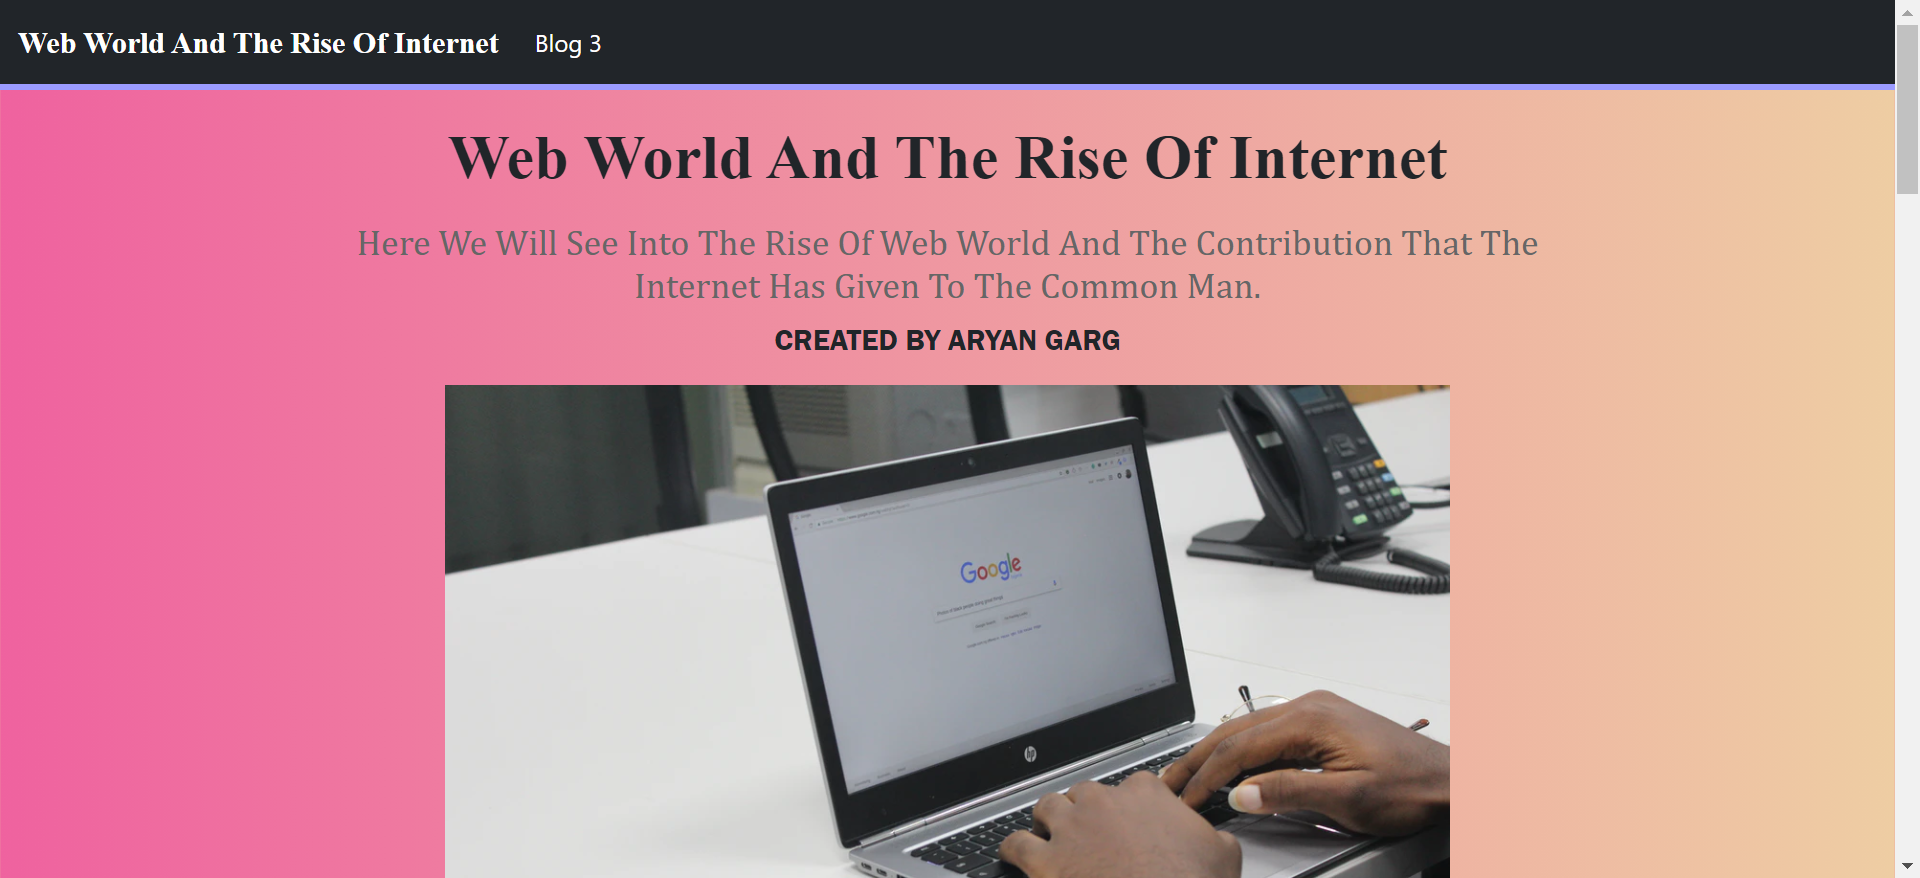 Web World And The Rise Of Internet
Blog 3
Web World And The Rise Of Internet
Here We Will See Into The Rise Of Web World And The Contribution That The
Internet Has Given To The Common Man.
CREATED BY ARYAN GARG
Google
hp